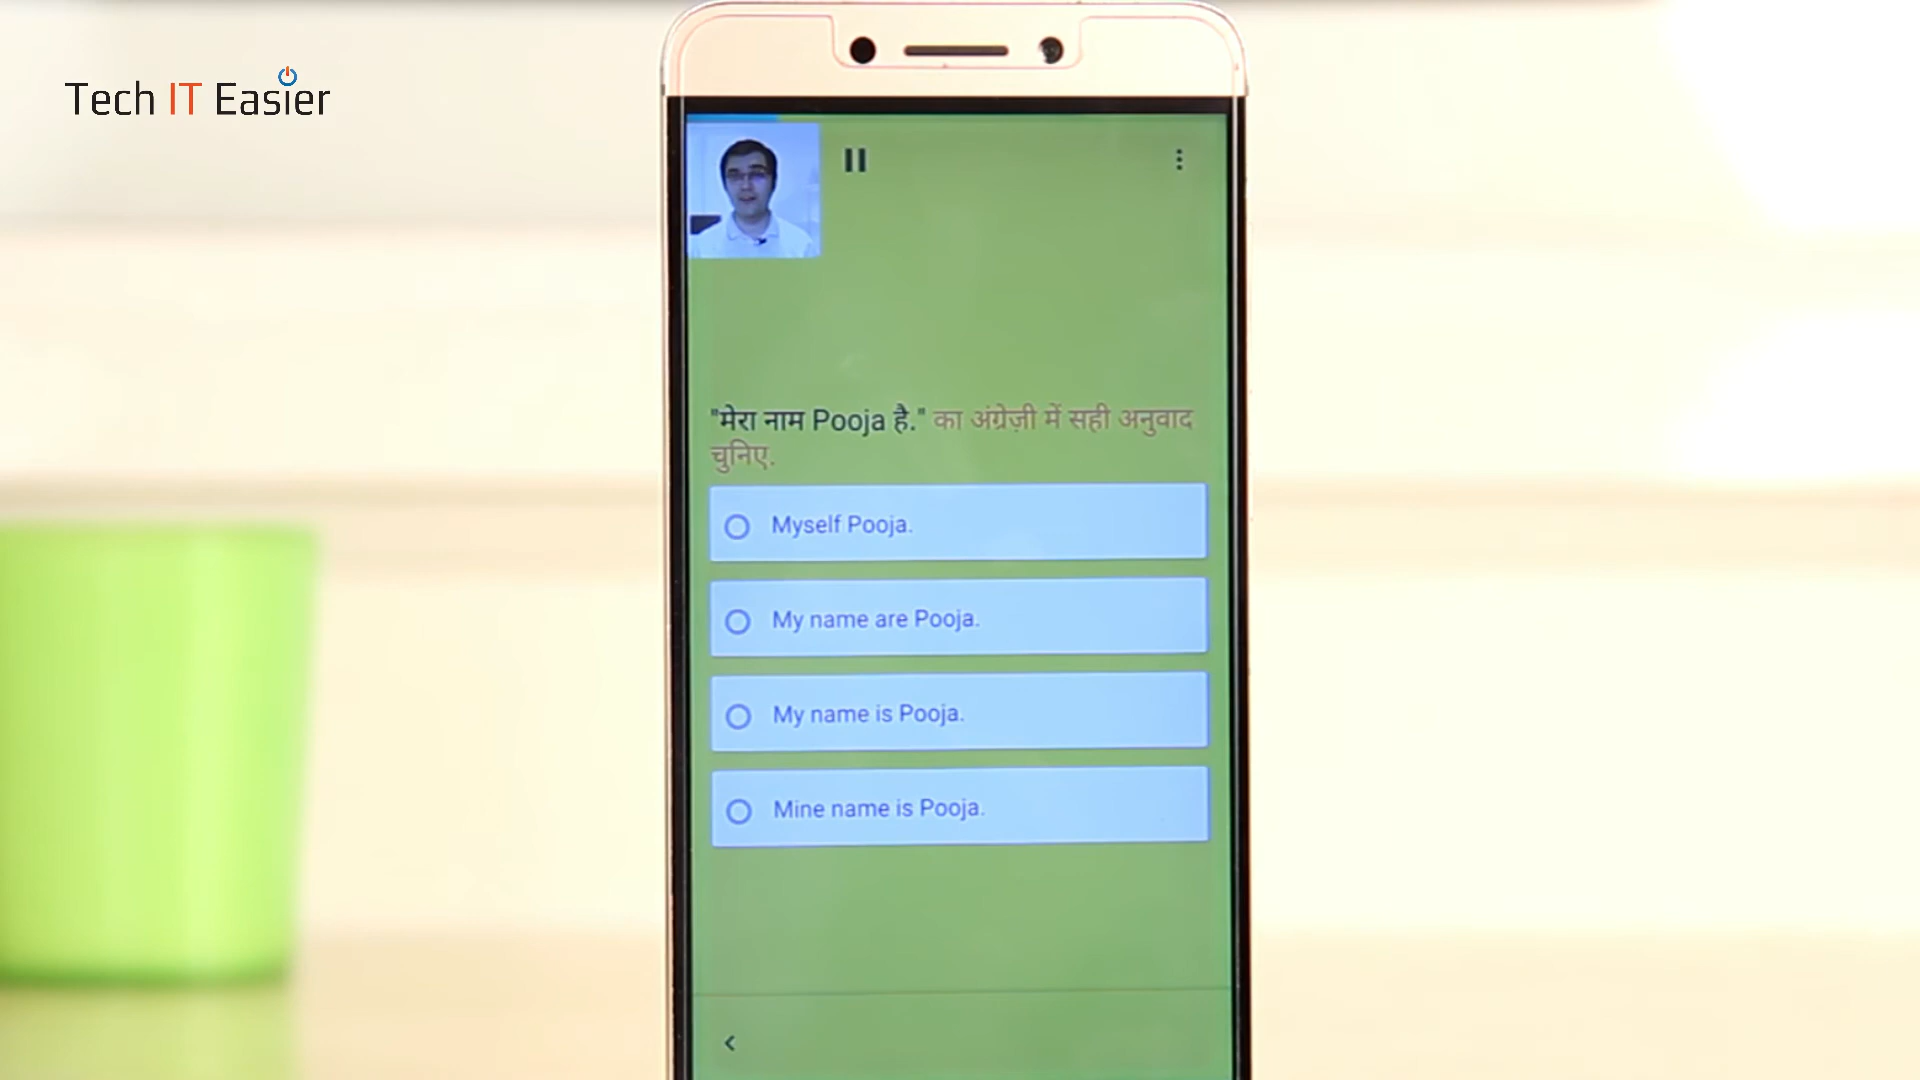 Tech IT Easier
"मेरा नाम Pooja है." का अंग्रेज़ी में सही अनुवाद
चुनिए.
Myself Pooja.
My name are Pooja.
My name is Pooja.
Mine name is Pooja.